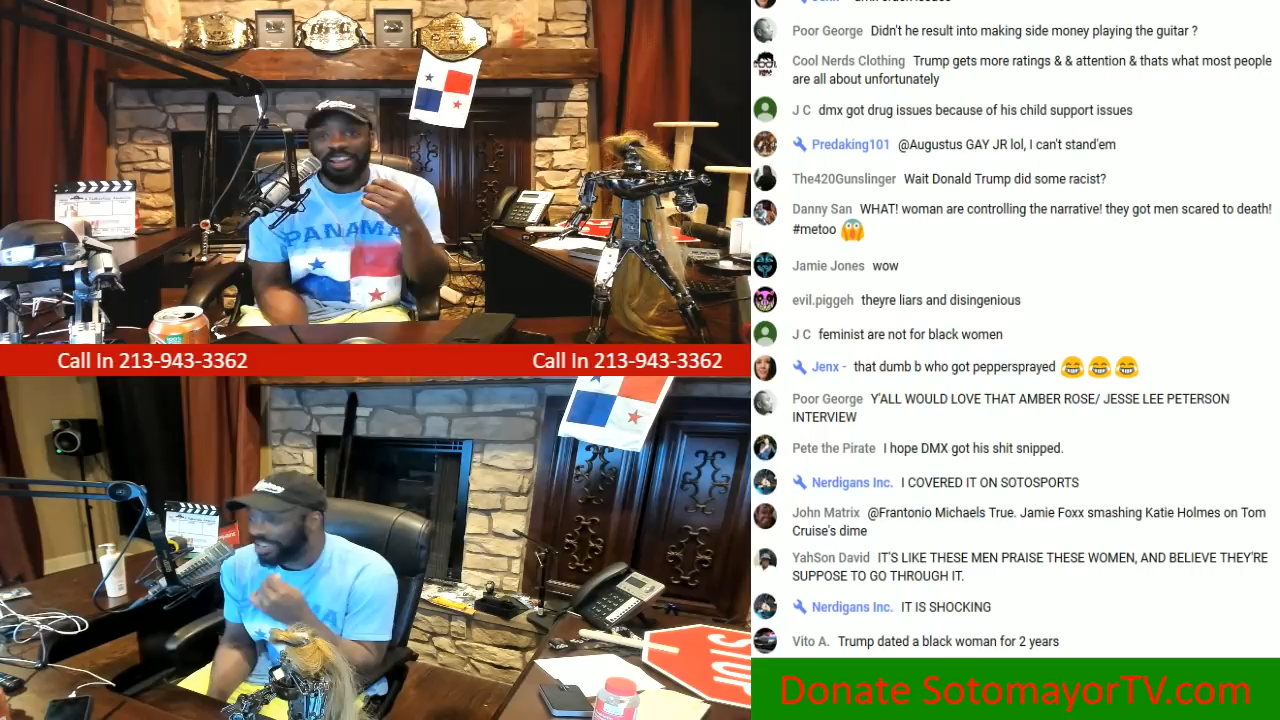 PANAMA
Call In 213-943-3362
Call In 213-943-3362
STOP
Poor George Didn't he result into making side money playing the guitar ?
Cool Nerds Clothing Trump gets more ratings & & attention & thats what most people
are all about unfortunately
J C dmx got drug issues because of his child support issues
Predaking101 @Augustus GAY JR lol, I can't stand'em
The420Gunslinger Wait Donald Trump did some racist?
Danny San WHAT! woman are controlling the narrative! they got men scared to death!
#metoo 😱
Jamie Jones wow
evil.piggeh theyre liars and disingenious
J C feminist are not for black women
Jenx - that dumb b who got peppersprayed 😂 😂 😂
Poor George Y'ALL WOULD LOVE THAT AMBER ROSE/ JESSE LEE PETERSON
INTERVIEW
Pete the Pirate I hope DMX got his shit snipped.
Nerdigans Inc. I COVERED IT ON SOTOSPORTS
John Matrix @Frantonio Michaels True. Jamie Foxx smashing Katie Holmes on Tom
Cruise's dime
YahSon David IT'S LIKE THESE MEN PRAISE THESE WOMEN, AND BELIEVE THEY'RE
SUPPOSE TO GO THROUGH IT.
Nerdigans Inc. IT IS SHOCKING
Vito A. Trump dated a black woman for 2 years
Donate SotomayorTV.com